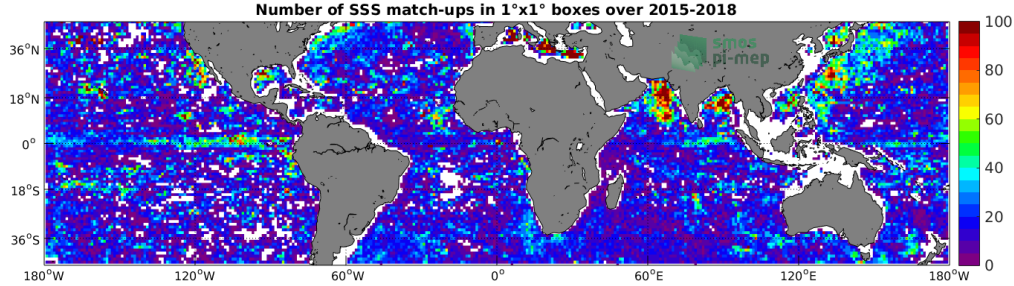 Number of SSS match-ups in 1°x1° boxes over 2015-2018
smos
pi-mep
36°N
18°N
0°
18°S
36°S
180°W
120°W
60°W
0°
60°E
120°E
180°W
100
80
60
40
20
0